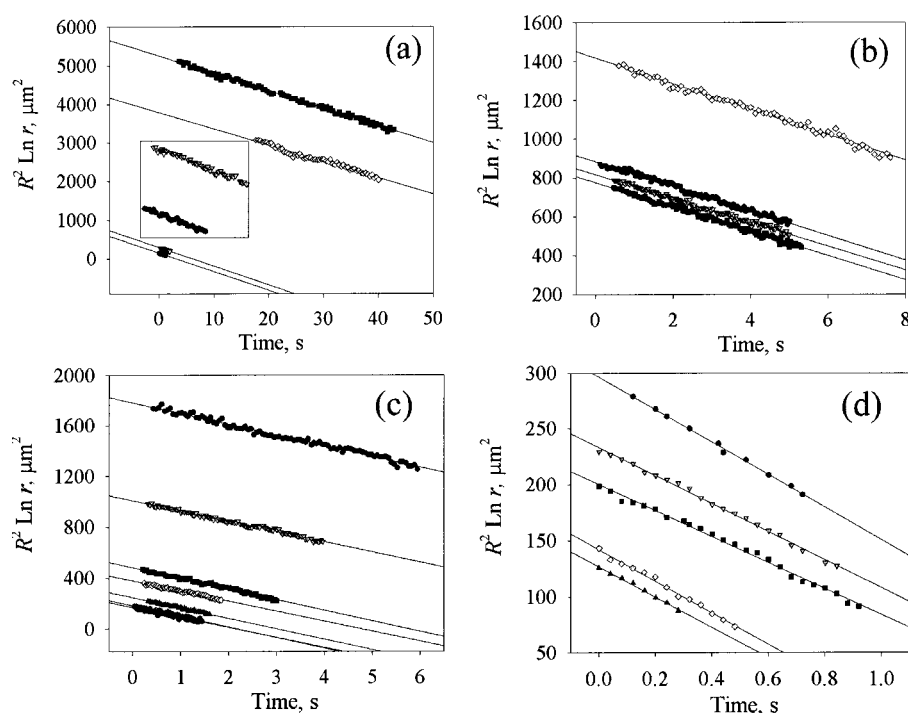 (a)
R² Ln r, µm²
6000
5000
4000
3000
2000
1000
0
0 10 20 30 40 50
Time, s
(b)
R² Ln r, µm²
1600
1400
1200
1000
800
600
400
200
0 2 4 6 8
Time, s
(c)
R² Ln r, µm²
2000
1600
1200
800
400
0
0 1 2 3 4 5 6
Time, s
(d)
R² Ln r, µm²
300
250
200
150
100
50
0.0 0.2 0.4 0.6 0.8 1.0
Time, s